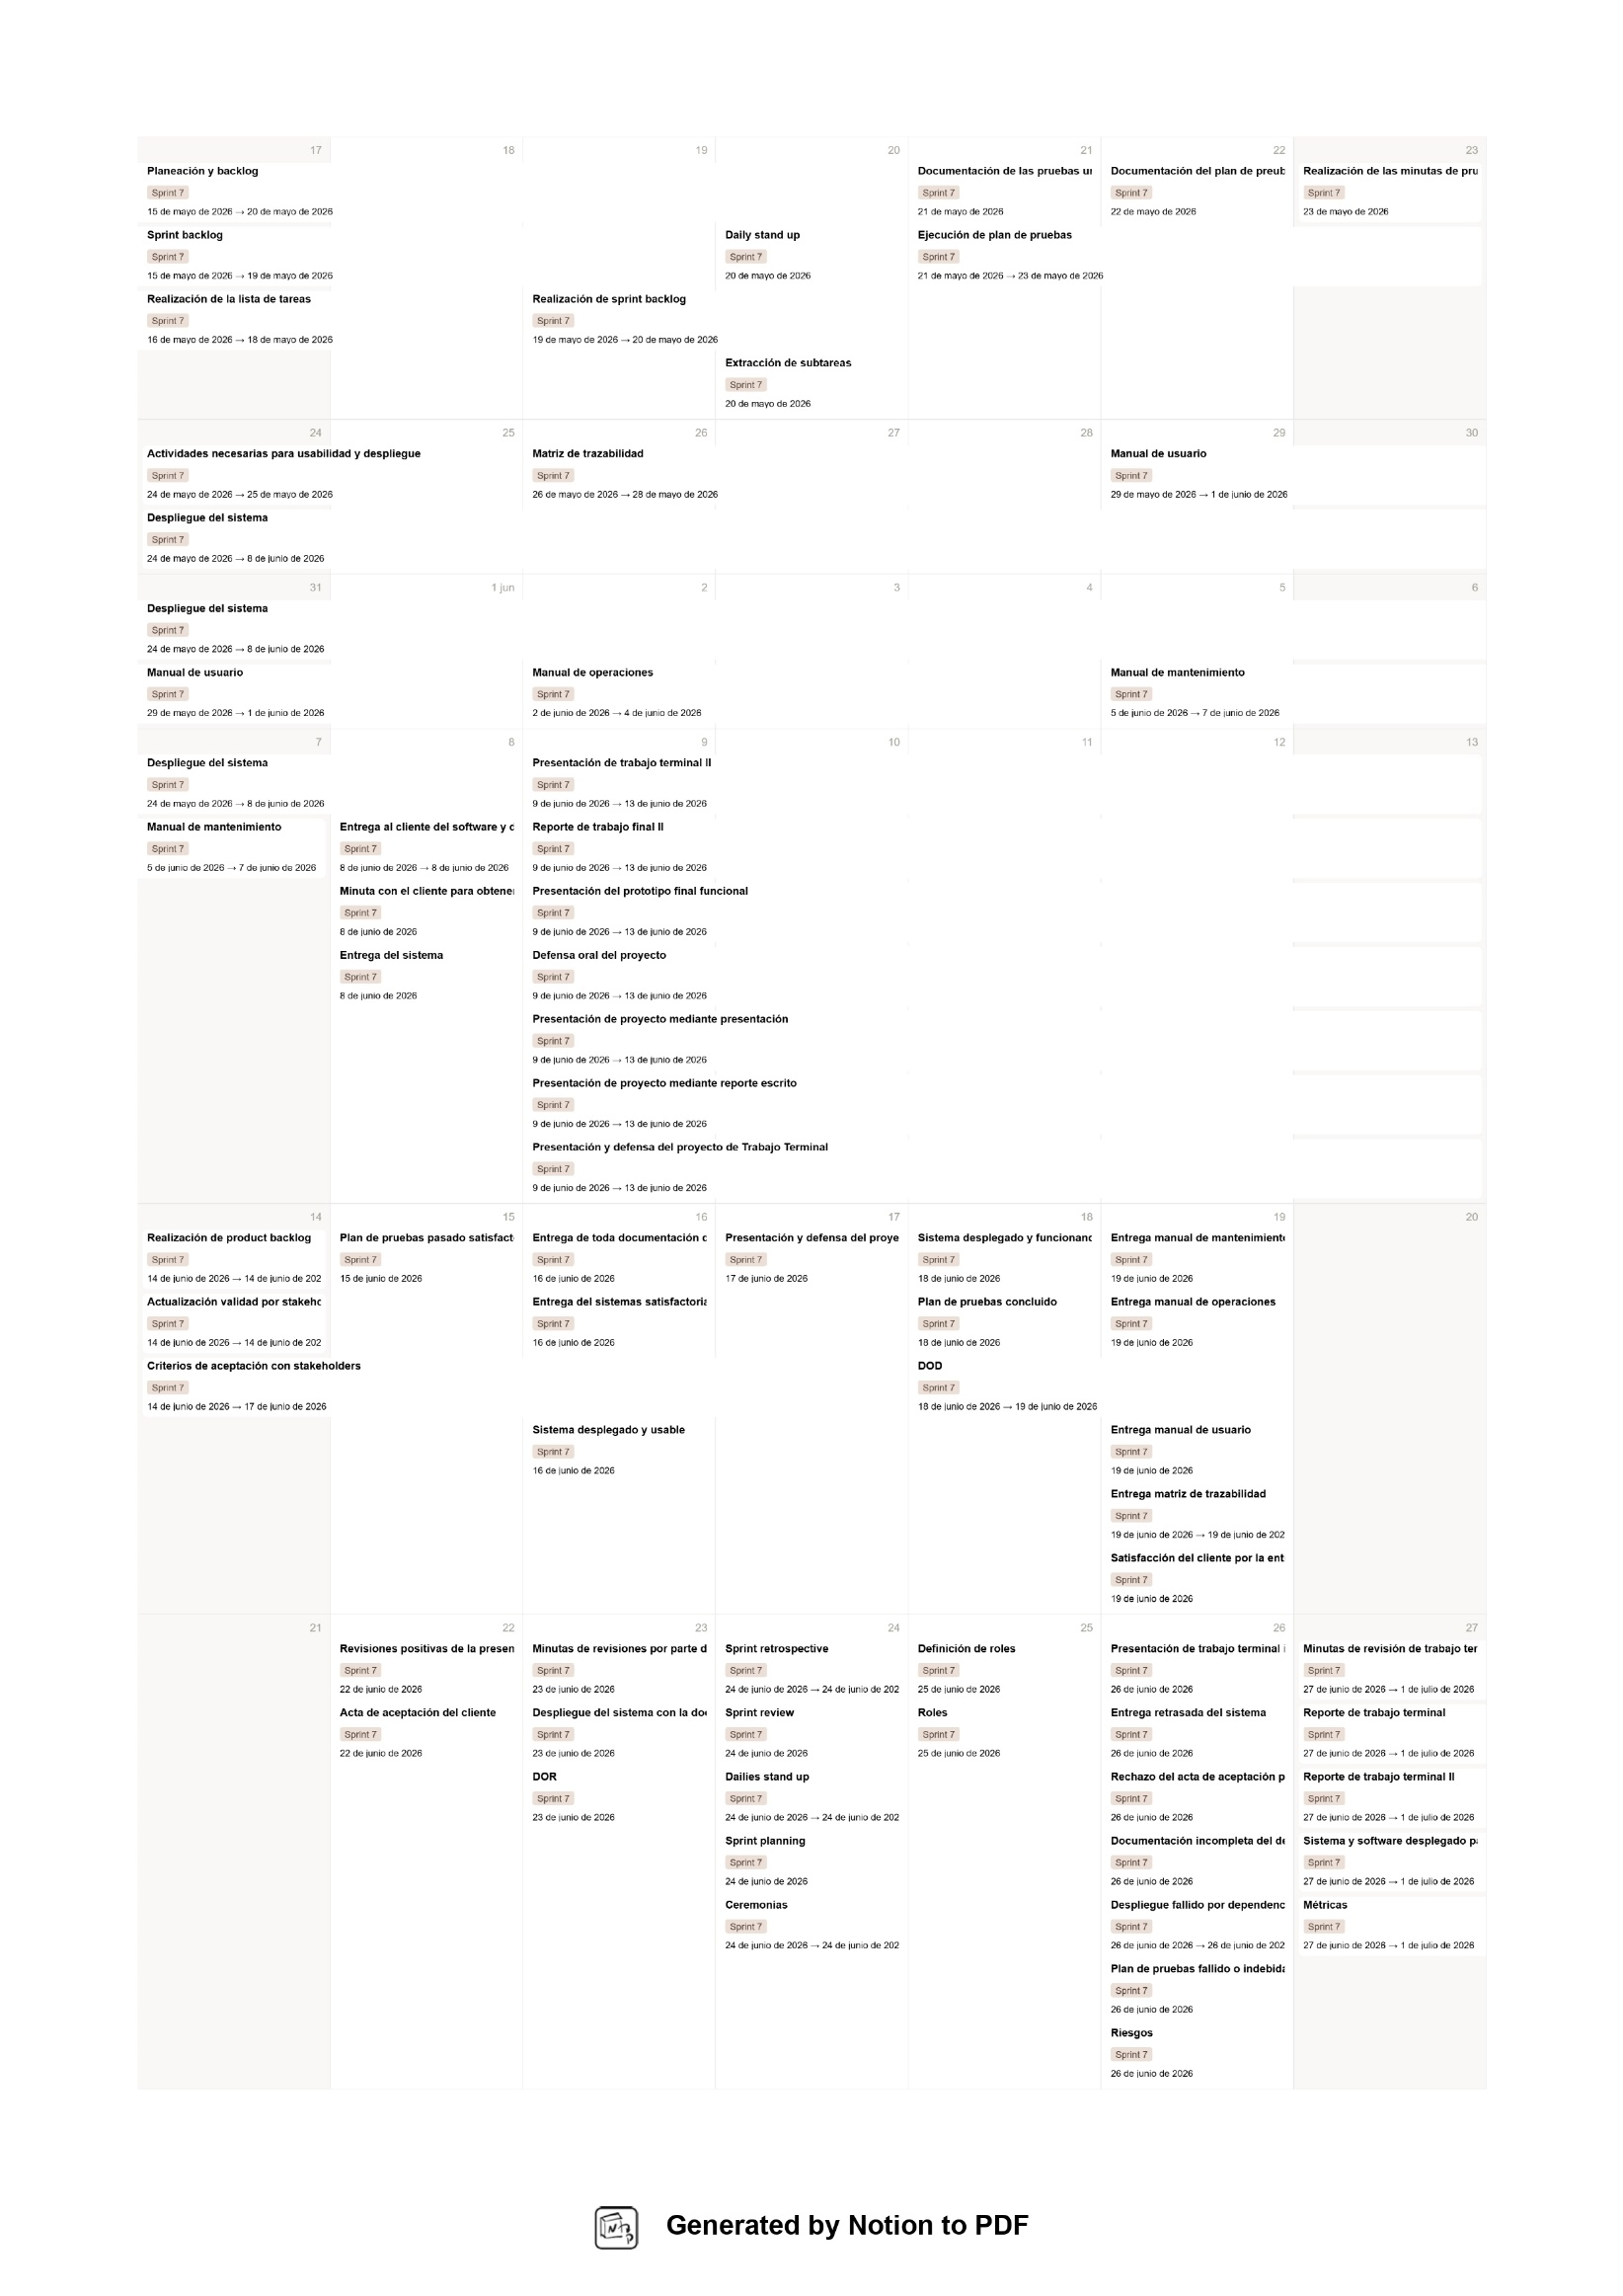 17
18
19
20
21
22
23
Planeación y backlog
Sprint 7
15 de mayo de 2026 → 20 de mayo de 2026
Documentación de las pruebas
Sprint 7
21 de mayo de 2026
Documentación del plan de
Sprint 7
22 de mayo de 2026
Realización de las minutas de
Sprint 7
23 de mayo de 2026
Sprint backlog
Sprint 7
15 de mayo de 2026 → 19 de mayo de 2026
Daily stand up
Sprint 7
20 de mayo de 2026
Ejecución de plan de pruebas
Sprint 7
21 de mayo de 2026 → 23 de mayo de 2026
Realización de la lista de tareas
Sprint 7
16 de mayo de 2026 → 18 de mayo de 2026
Realización de sprint backlog
Sprint 7
19 de mayo de 2026 → 20 de mayo de 2026
Extracción de subtareas
Sprint 7
20 de mayo de 2026
24
25
26
27
28
29
30
Actividades necesarias para usabilidad y despliegue
Sprint 7
24 de mayo de 2026 → 25 de mayo de 2026
Matriz de trazabilidad
Sprint 7
26 de mayo de 2026 → 28 de mayo de 2026
Manual de usuario
Sprint 7
29 de mayo de 2026 → 1 de junio de 2026
Despliegue del sistema
Sprint 7
24 de mayo de 2026 → 8 de junio de 2026
31
1 jun
2
3
4
5
6
Despliegue del sistema
Sprint 7
24 de mayo de 2026 → 8 de junio de 2026
Manual de usuario
Sprint 7
29 de mayo de 2026 → 1 de junio de 2026
Manual de operaciones
Sprint 7
2 de junio de 2026 → 4 de junio de 2026
Manual de mantenimiento
Sprint 7
5 de junio de 2026 → 7 de junio de 2026
7
8
9
10
11
12
13
Despliegue del sistema
Sprint 7
24 de mayo de 2026 → 8 de junio de 2026
Presentación de trabajo terminal II
Sprint 7
9 de junio de 2026 → 13 de junio de 2026
Manual de mantenimiento
Sprint 7
5 de junio de 2026 → 7 de junio de 2026
Entrega al cliente del software y
Sprint 7
8 de junio de 2026 → 8 de junio de 2026
Reporte de trabajo final II
Sprint 7
9 de junio de 2026 → 13 de junio de 2026
Minuta con el cliente para
Sprint 7
8 de junio de 2026
Presentación del prototipo final funcional
Sprint 7
9 de junio de 2026 → 13 de junio de 2026
Entrega del sistema
Sprint 7
8 de junio de 2026
Defensa oral del proyecto
Sprint 7
9 de junio de 2026 → 13 de junio de 2026
Presentación de proyecto mediante presentación
Sprint 7
9 de junio de 2026 → 13 de junio de 2026
Presentación de proyecto mediante reporte escrito
Sprint 7
9 de junio de 2026 → 13 de junio de 2026
Presentación y defensa del proyecto de Trabajo Terminal
Sprint 7
9 de junio de 2026 → 13 de junio de 2026
14
15
16
17
18
19
20
Realización de product backlog
Sprint 7
14 de junio de 2026 → 14 de junio de 202
Plan de pruebas pasado
Sprint 7
15 de junio de 2026
Entrega de toda documentación
Sprint 7
16 de junio de 2026
Presentación y defensa del
Sprint 7
17 de junio de 2026
Sistema desplegado y
Sprint 7
18 de junio de 2026
Entrega manual de
Sprint 7
19 de junio de 2026
Actualización validad por
Sprint 7
14 de junio de 2026 → 14 de junio de 202
Entrega del sistemas
Sprint 7
16 de junio de 2026
Plan de pruebas concluido
Sprint 7
18 de junio de 2026
Entrega manual de operaciones
Sprint 7
19 de junio de 2026
Criterios de aceptación con stakeholders
Sprint 7
14 de junio de 2026 → 17 de junio de 2026
DOD
Sprint 7
18 de junio de 2026 → 19 de junio de 2026
Sistema desplegado y usable
Sprint 7
16 de junio de 2026
Entrega manual de usuario
Sprint 7
19 de junio de 2026
Entrega matriz de trazabilidad
Sprint 7
19 de junio de 2026 → 19 de junio de 202
Satisfacción del cliente por la
Sprint 7
19 de junio de 2026
21
22
23
24
25
26
27
Revisiones positivas de la
Sprint 7
22 de junio de 2026
Minutas de revisiones por parte
Sprint 7
23 de junio de 2026
Sprint retrospective
Sprint 7
24 de junio de 2026 → 24 de junio de 202
Definición de roles
Sprint 7
25 de junio de 2026
Presentación de trabajo terminal
Sprint 7
26 de junio de 2026
Minutas de revisión de trabajo
Sprint 7
27 de junio de 2026 → 1 de julio de 2026
Acta de aceptación del cliente
Sprint 7
22 de junio de 2026
Despliegue del sistema con la
Sprint 7
23 de junio de 2026
Sprint review
Sprint 7
24 de junio de 2026
Roles
Sprint 7
25 de junio de 2026
Entrega retrasada del sistema
Sprint 7
26 de junio de 2026
Reporte de trabajo terminal
Sprint 7
27 de junio de 2026 → 1 de julio de 2026
DOR
Sprint 7
23 de junio de 2026
Dailies stand up
Sprint 7
24 de junio de 2026 → 24 de junio de 202
Rechazo del acta de aceptación
Sprint 7
26 de junio de 2026
Reporte de trabajo terminal II
Sprint 7
27 de junio de 2026 → 1 de julio de 2026
Sprint planning
Sprint 7
24 de junio de 2026
Documentación incompleta del
Sprint 7
26 de junio de 2026
Sistema y software desplegado
Sprint 7
27 de junio de 2026 → 1 de julio de 2026
Ceremonias
Sprint 7
24 de junio de 2026 → 24 de junio de 202
Despliegue fallido por
Sprint 7
26 de junio de 2026 → 26 de junio de 202
Métricas
Sprint 7
27 de junio de 2026 → 1 de julio de 2026
Plan de pruebas fallido o
Sprint 7
26 de junio de 2026
Riesgos
Sprint 7
26 de junio de 2026
Generated by Notion to PDF